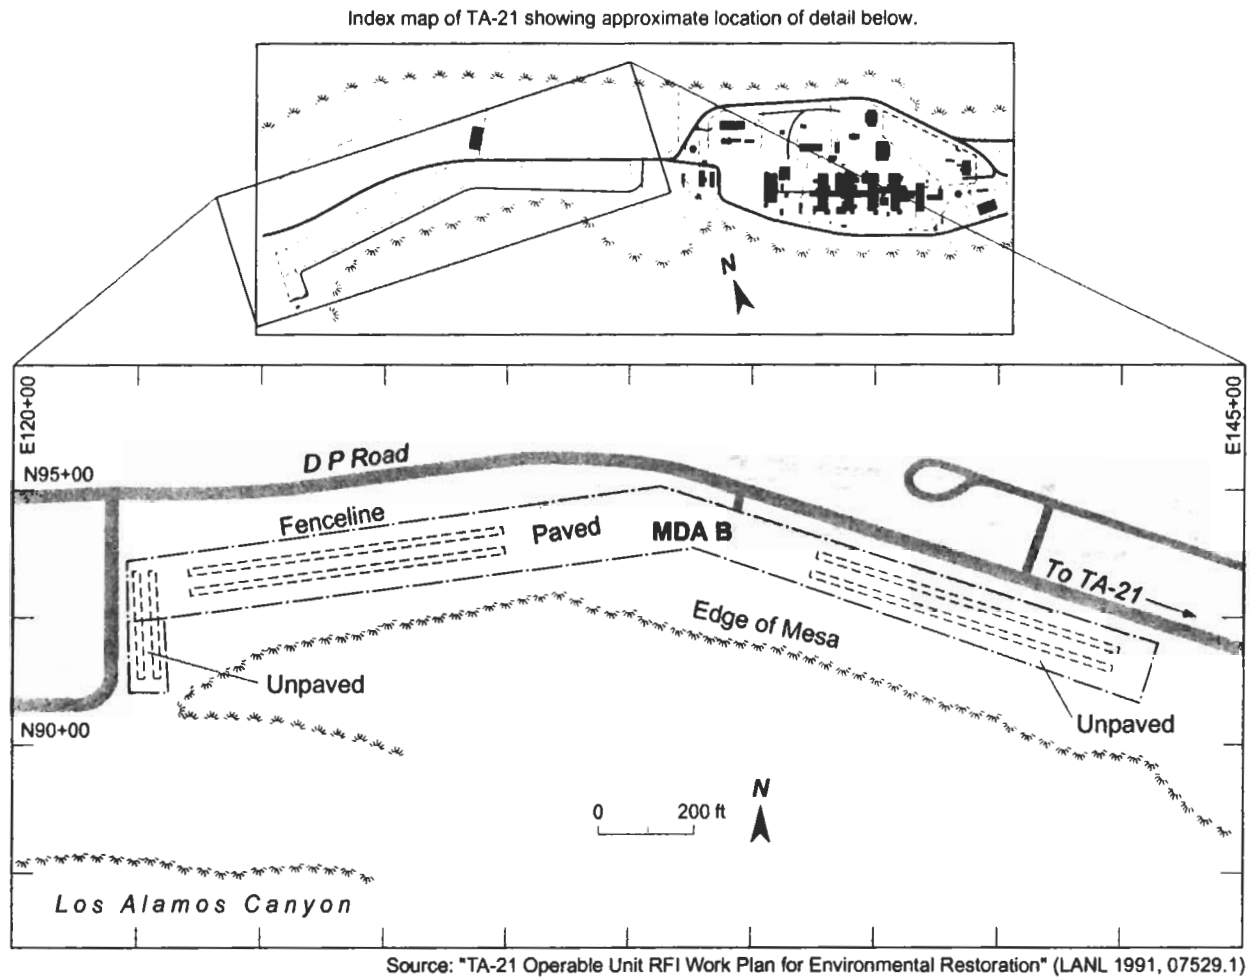 Index map of TA-21 showing approximate location of detail below.
N
E120+00
E145+00
N95+00
D P Road
Fenceline
Paved
MDA B
To TA-21
Edge of Mesa
Unpaved
Unpaved
N90+00
N
0 200 ft
Los Alamos Canyon
Source: "TA-21 Operable Unit RFI Work Plan for Environmental Restoration" (LANL 1991, 07529.1)